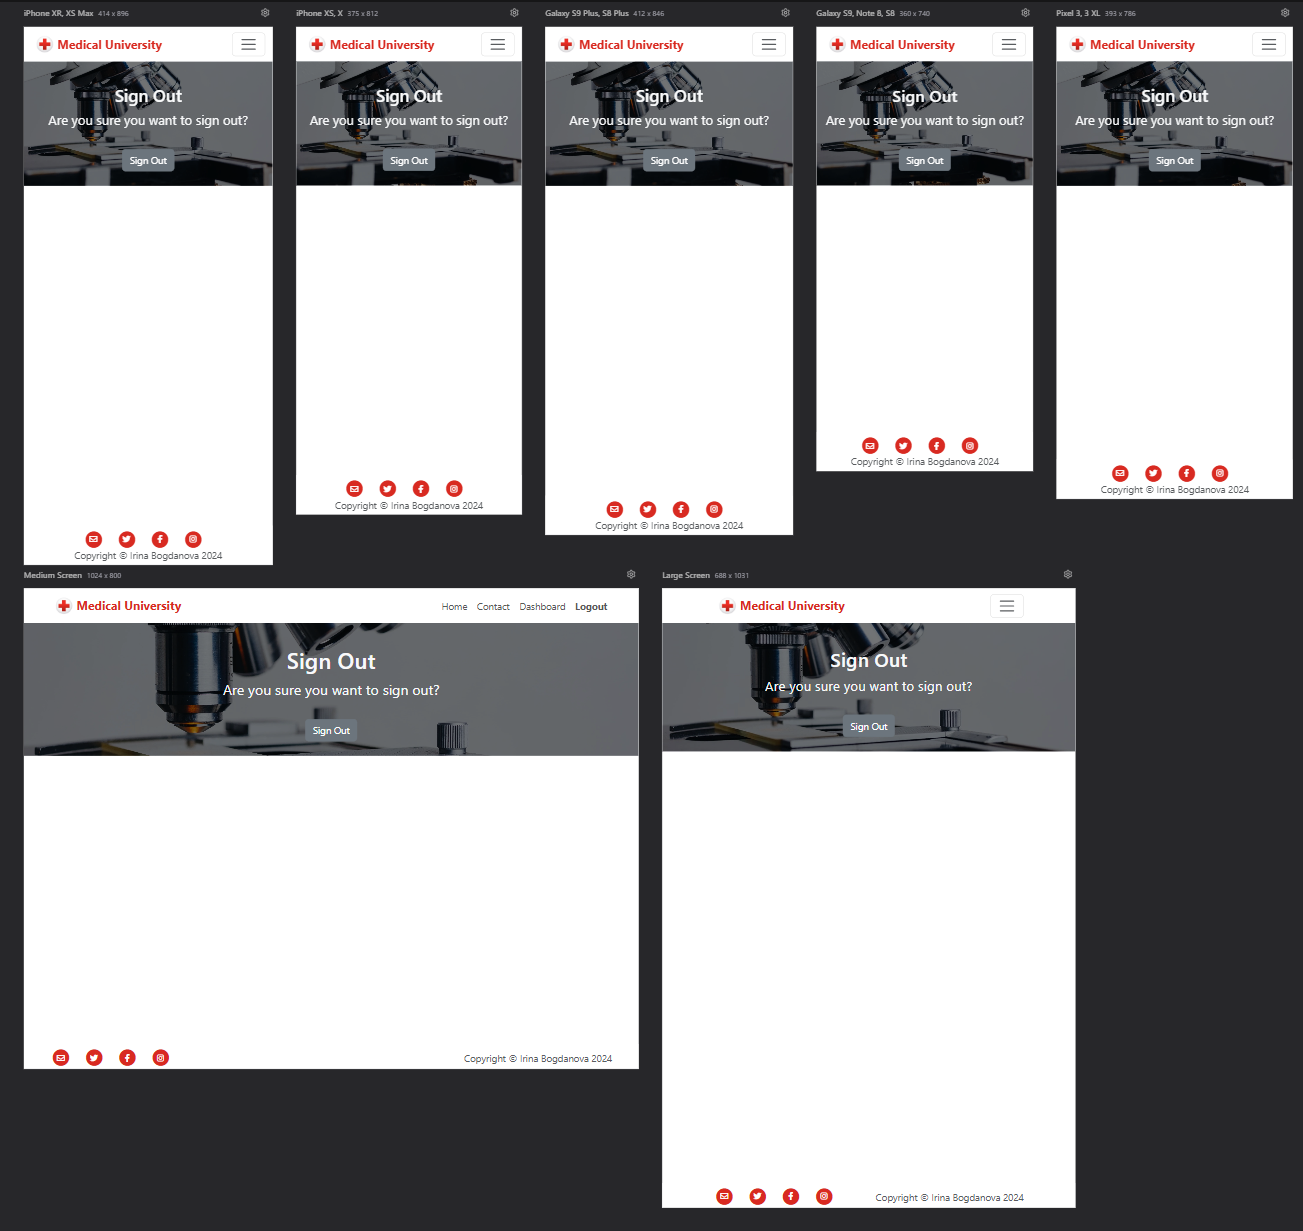 iPhone XR, XS Max 414 x 896
Medical University
Sign Out
Are you sure you want to sign out?
Sign Out
Copyright © Irina Bogdanova 2024
iPhone XS, X 375 x 812
Medical University
Sign Out
Are you sure you want to sign out?
Sign Out
Copyright © Irina Bogdanova 2024
Galaxy S9 Plus, S8 Plus 412 x 846
Medical University
Sign Out
Are you sure you want to sign out?
Sign Out
Copyright © Irina Bogdanova 2024
Galaxy S9, Note 8, S8 360 x 740
Medical University
Sign Out
Are you sure you want to sign out?
Sign Out
Copyright © Irina Bogdanova 2024
Pixel 3, 3 XL 393 x 786
Medical University
Sign Out
Are you sure you want to sign out?
Sign Out
Copyright © Irina Bogdanova 2024
Medium Screen 1024 x 800
Medical University Home Contact Dashboard Logout
Sign Out
Are you sure you want to sign out?
Sign Out
Copyright © Irina Bogdanova 2024
Large Screen 688 x 1031
Medical University
Sign Out
Are you sure you want to sign out?
Sign Out
Copyright © Irina Bogdanova 2024